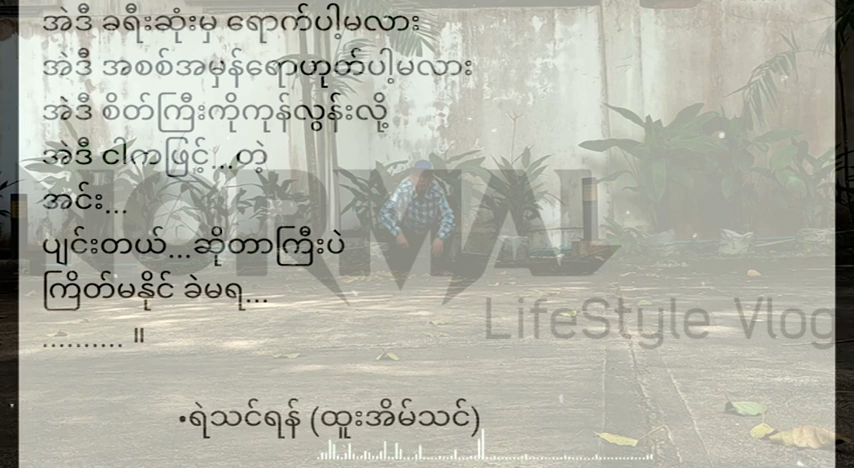 အဲဒီ ခရီးဆုံးမှ ရောက်ပါ့မလား
အဲဒီ အစစ်အမှန်ရောဟုတ်ပါ့မလား
အဲဒီ စိတ်ကြီးကိုကုန်လွန်းလို့
အဲဒီ ငါကဖြင့်...တဲ့
အင်း...
ပျင်းတယ်...ဆိုတာကြီးပဲ
ကြိတ်မနိုင် ခဲမရ...
.......... ။
NORMAL
LifeStyle Vlog
•ရဲသင်ရန် (ထူးအိမ်သင်)